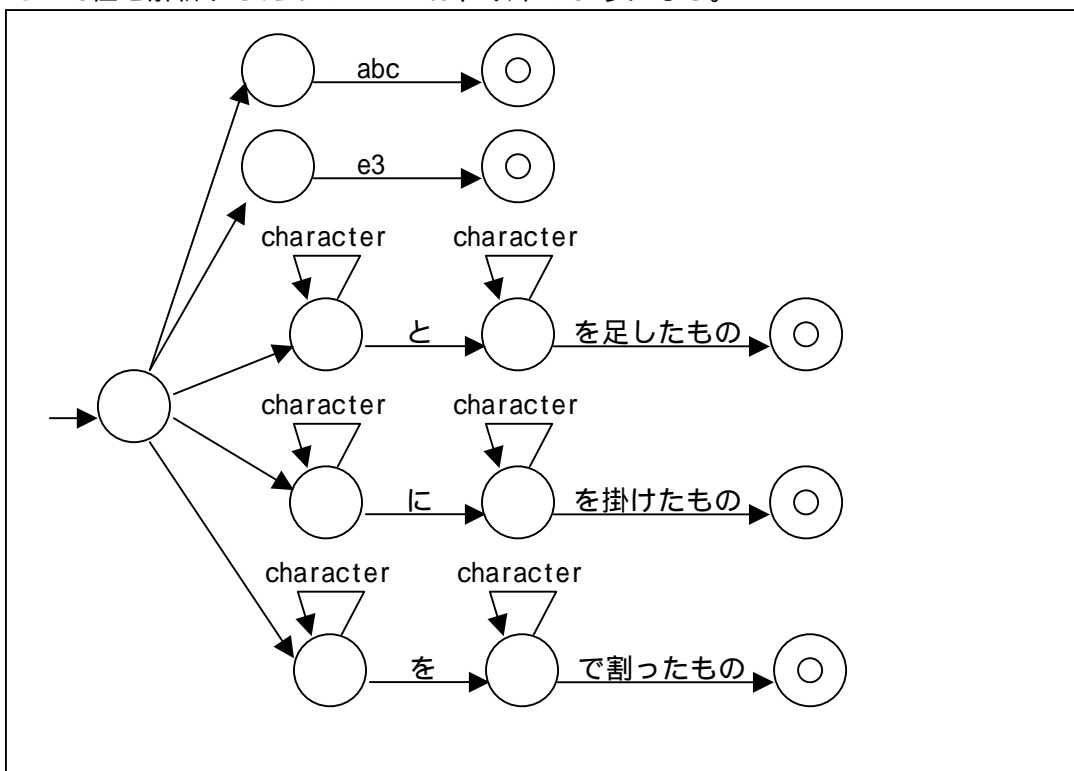 abc
e3
character character
と を足したもの
character character
に を掛けたもの
character character
を で割ったもの